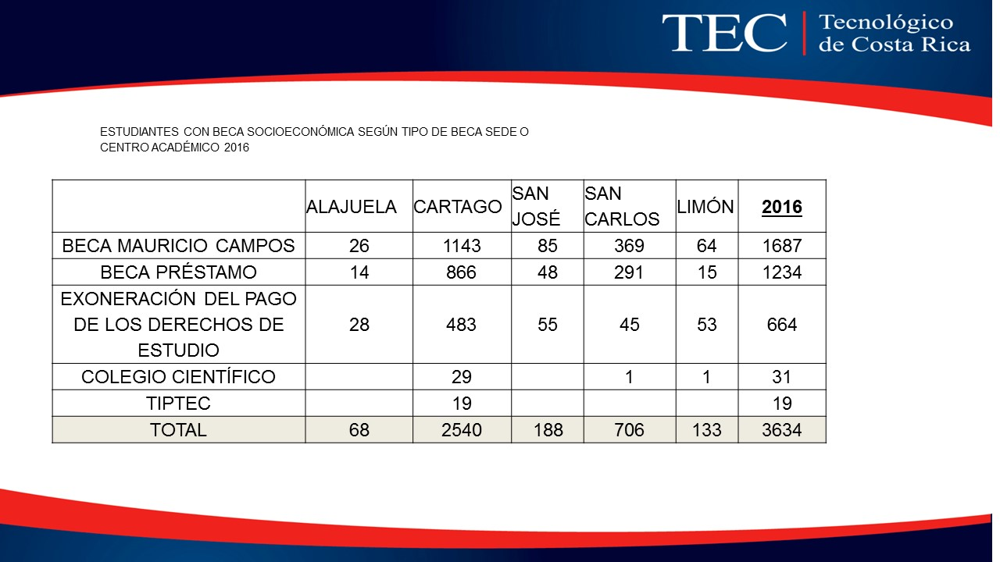 TEC Tecnológico
de Costa Rica
ESTUDIANTES CON BECA SOCIOECONÓMICA SEGÚN TIPO DE BECA SEDE O
CENTRO ACADÉMICO 2016
ALAJUELA CARTAGO SAN JOSÉ SAN CARLOS LIMÓN 2016
BECA MAURICIO CAMPOS 26 1143 85 369 64 1687
BECA PRÉSTAMO 14 866 48 291 15 1234
EXONERACIÓN DEL PAGO
DE LOS DERECHOS DE
ESTUDIO 28 483 55 45 53 664
COLEGIO CIENTÍFICO 29 1 1 31
TIPTEC 19 19
TOTAL 68 2540 188 706 133 3634